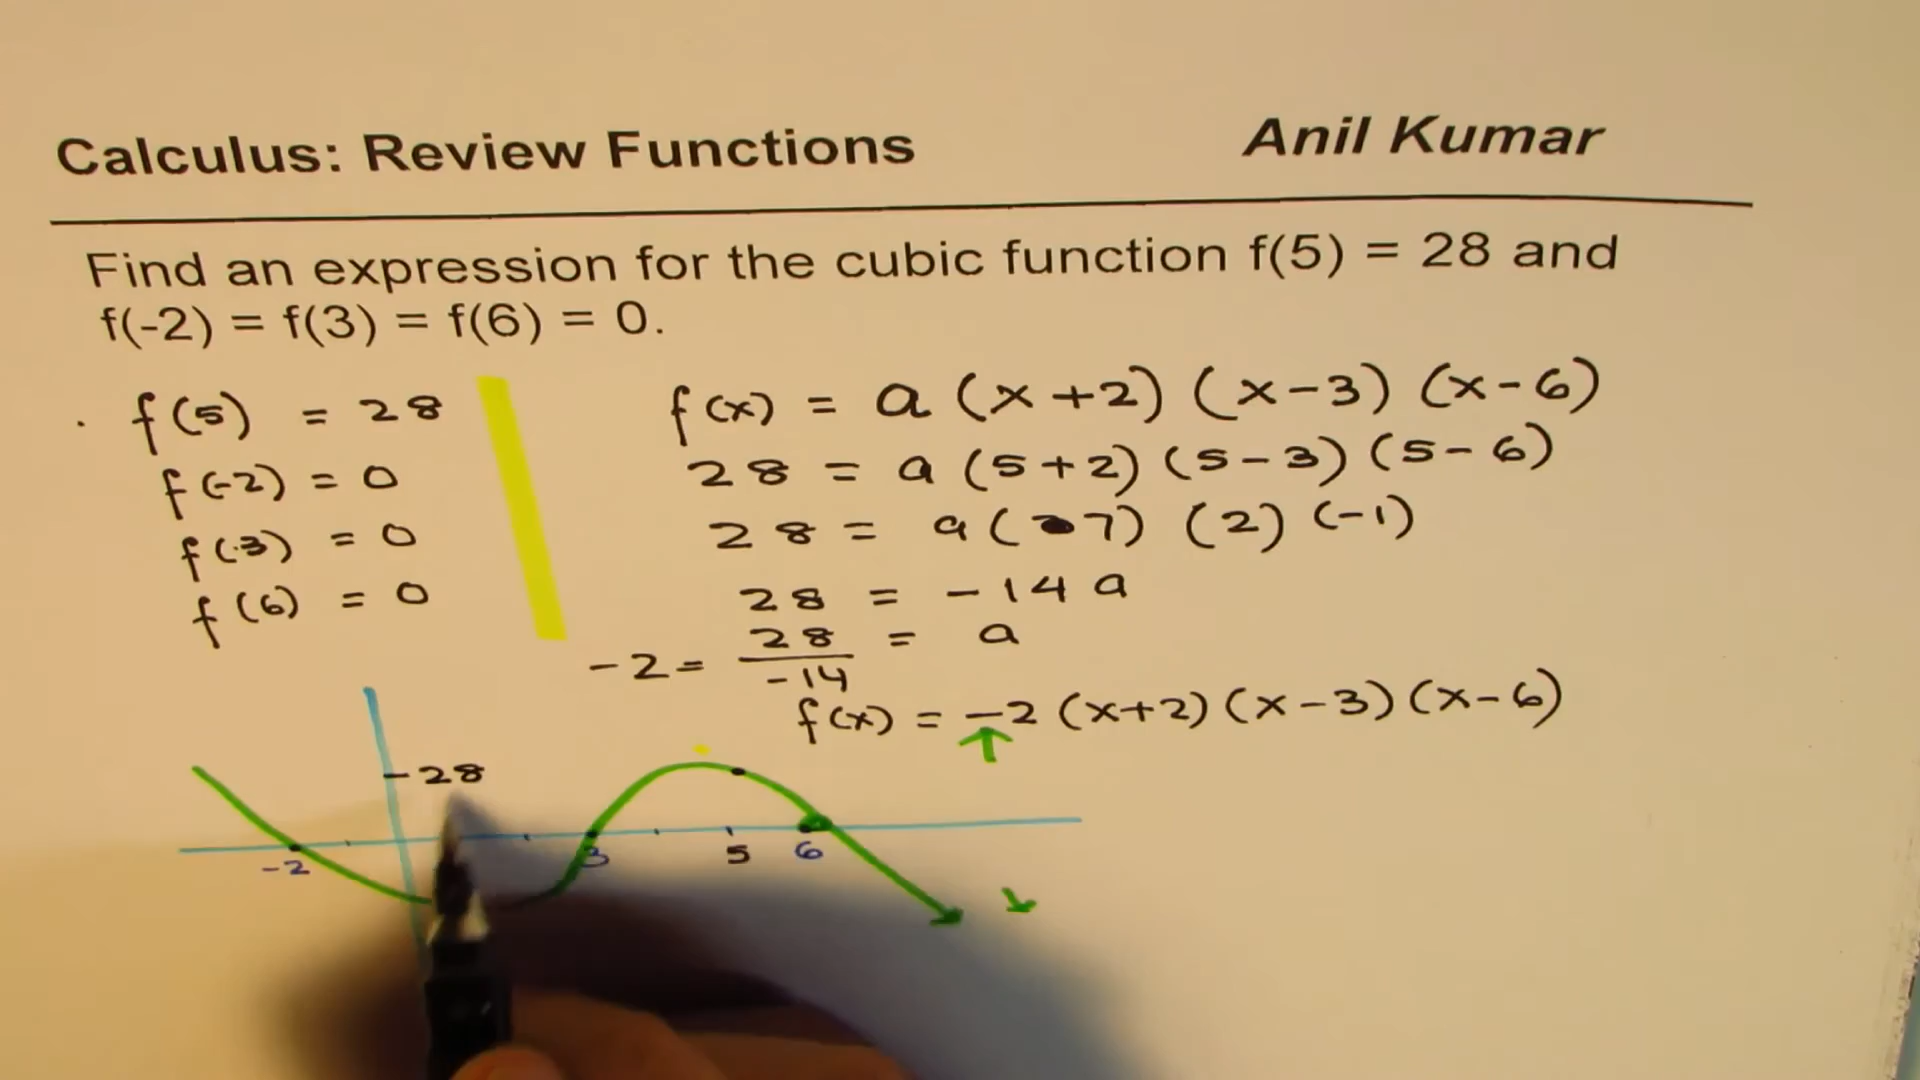 Calculus: Review Functions Anil Kumar
Find an expression for the cubic function f(5) = 28 and
f(-2) = f(3) = f(6) = 0.
f(5) = 28
f(-2) = 0
f(3) = 0
f(6) = 0
f(x) = a (x+2) (x-3) (x-6)
28 = a (5+2) (5-3) (5-6)
28 = a (7) (2) (-1)
28 = -14 a
-2 = 28/-14 = a
f(x) = -2 (x+2) (x-3) (x-6)
-28
-2 3 5 6